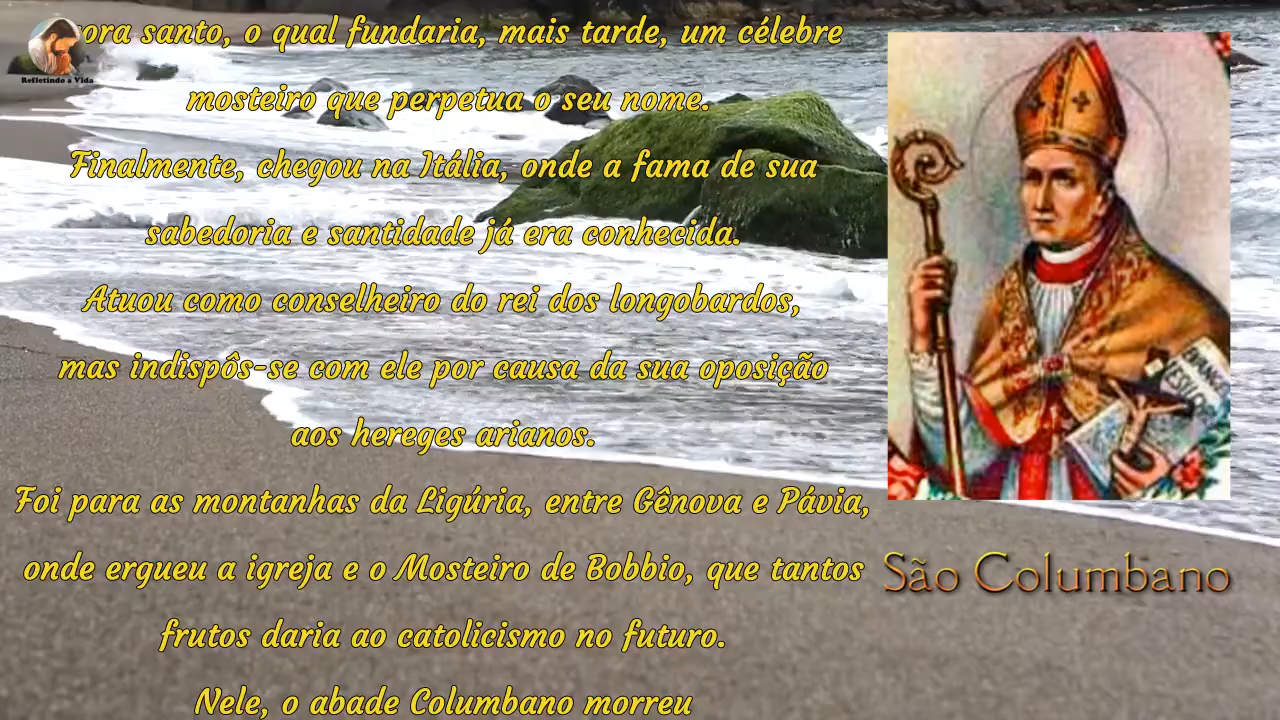 santo, o qual fundaria, mais tarde, um célebre
Refletindo a Vida
mosteiro que perpetua o seu nome.
Finalmente, chegou na Itália, onde a fama de sua
sabedoria e santidade já era conhecida.
Atuou como conselheiro do rei dos longobardos,
mas indispôs-se com ele por causa da sua oposição
aos hereges arianos.
Foi para as montanhas da Ligúria, entre Gênova e Pávia,
onde ergueu a igreja e o Mosteiro de Bobbio, que tantos
frutos daria ao catolicismo no futuro.
Nele, o abade Columbano morreu
São Columbano